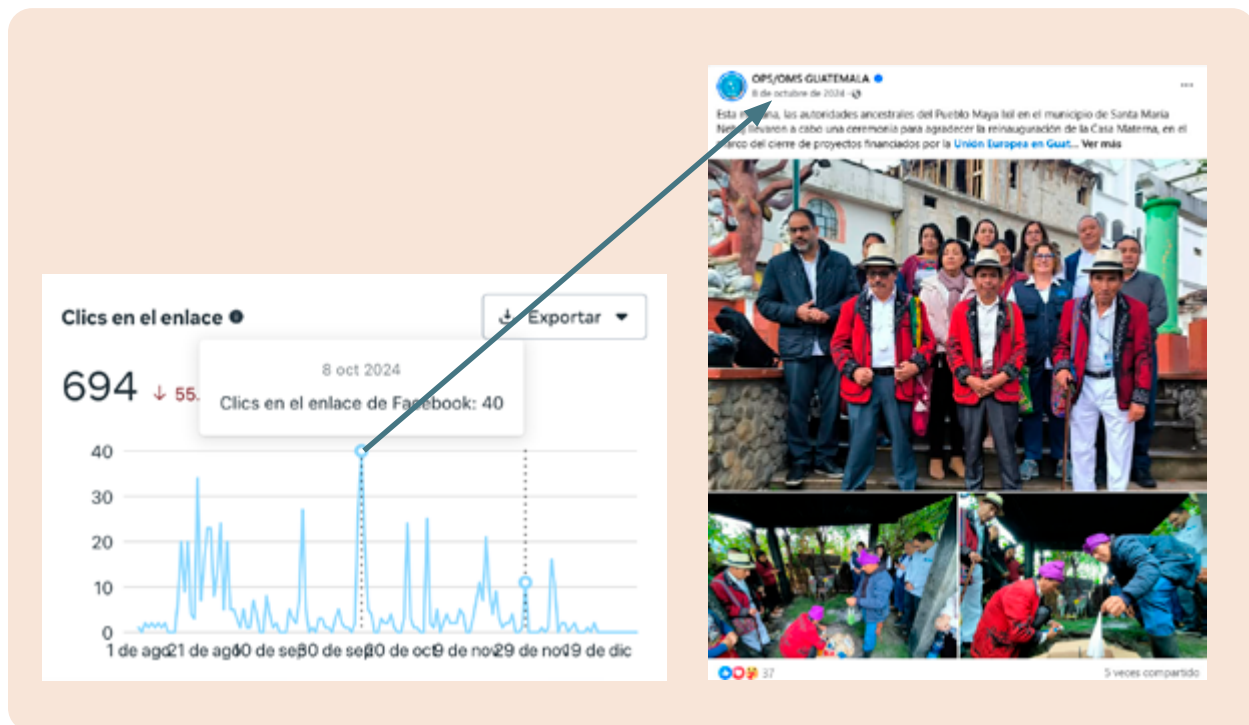 OPS/OMS GUATEMALA
8 de octubre de 2024
Esta mañana, las autoridades ancestrales del Pueblo Maya Ixil en el municipio de Santa María
Nebaj llevaron a cabo una ceremonia para agradecer la reinauguración de la Casa Materna, en el
marco del cierre de proyectos financiados por la Unión Europea en Guat... Ver más
Clics en el enlace
Exportar
694 ↓ 55.
8 oct 2024
Clics en el enlace de Facebook: 40
40
30
20
10
0
1 de ago 21 de ago 10 de sep 30 de sep 20 de oct 9 de nov 29 de nov 19 de dic
37
5 veces compartido